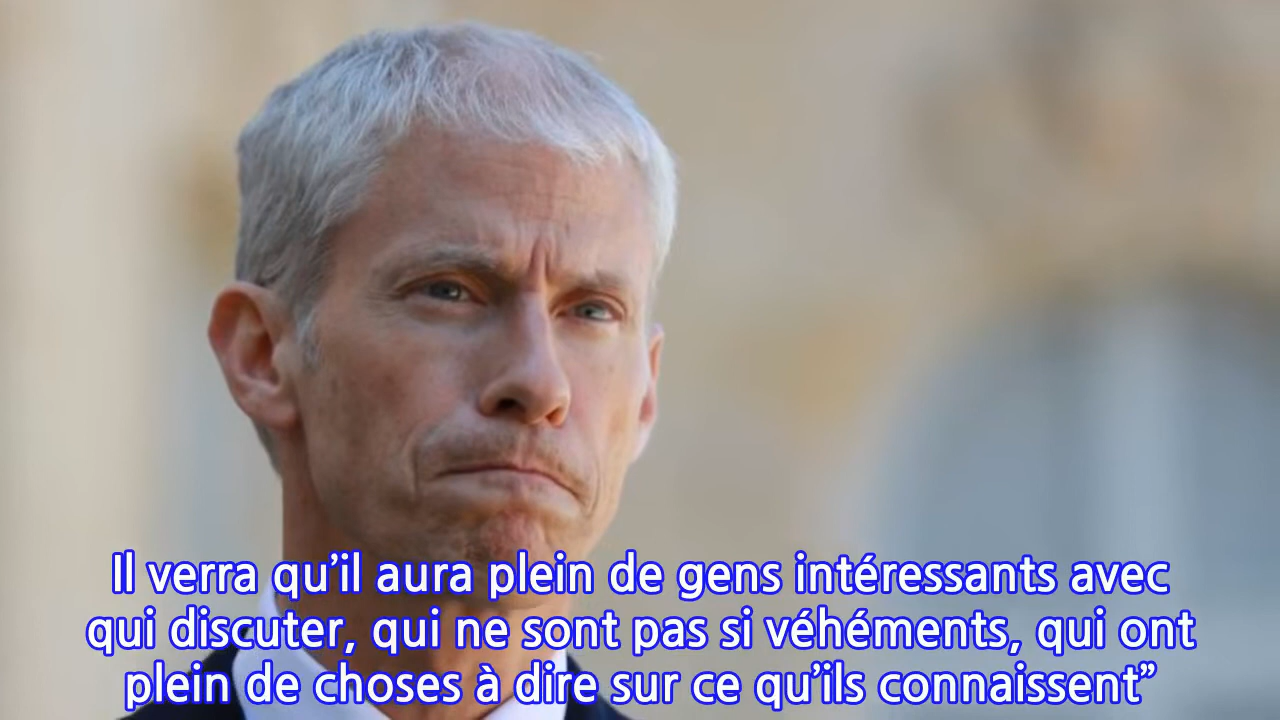 Il verra qu’il aura plein de gens intéressants avec
qui discuter, qui ne sont pas si véhéments, qui ont
plein de choses à dire sur ce qu’ils connaissent”